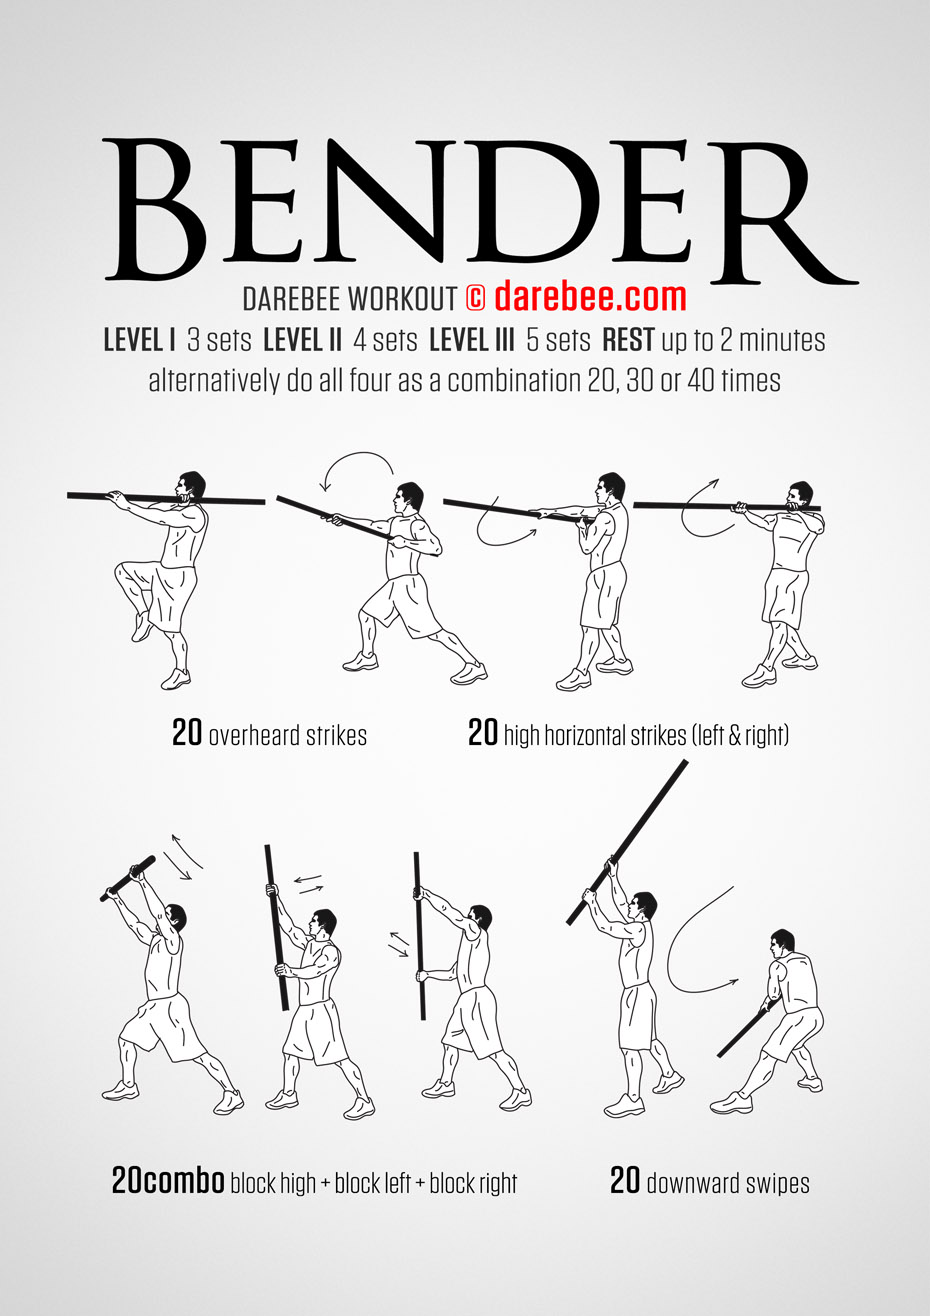 BENDER
DAREBEE WORKOUT © darebee.com
LEVEL I 3 sets LEVEL II 4 sets LEVEL III 5 sets REST up to 2 minutes
alternatively do all four as a combination 20, 30 or 40 times
20 overheard strikes
20 high horizontal strikes (left & right)
20combo block high + block left + block right
20 downward swipes